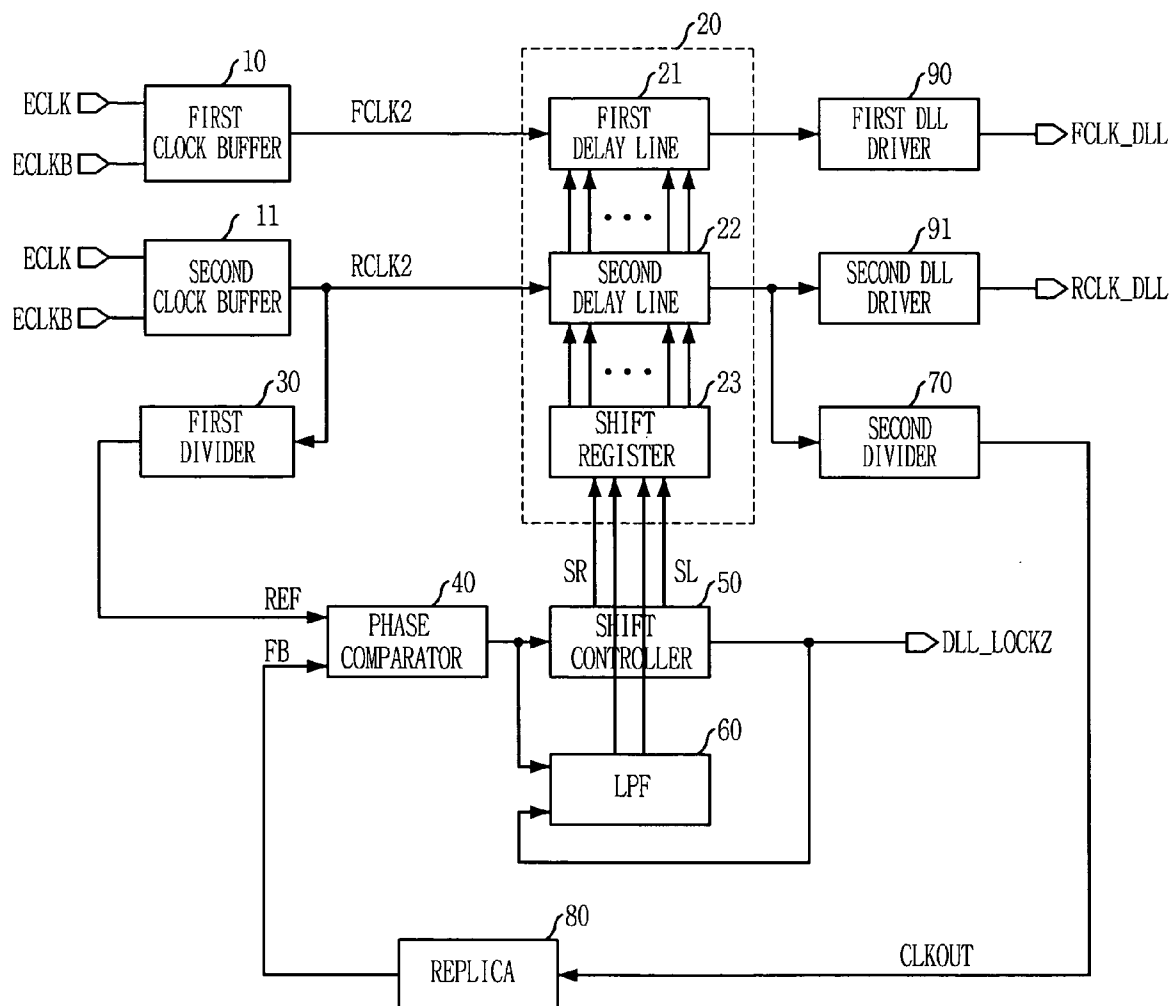 20
10
21
90
ECLK
FIRST
CLOCK BUFFER
FCLK2
FIRST
DELAY LINE
FIRST DLL
DRIVER
FCLK_DLL
ECLKB
11
22
91
ECLK
SECOND
CLOCK BUFFER
RCLK2
SECOND
DELAY LINE
SECOND DLL
DRIVER
RCLK_DLL
ECLKB
30
23
70
FIRST
DIVIDER
SHIFT
REGISTER
SECOND
DIVIDER
SR
SL
40
50
REF
PHASE
COMPARATOR
SHIFT
CONTROLLER
DLL_LOCKZ
FB
60
LPF
80
REPLICA
CLKOUT